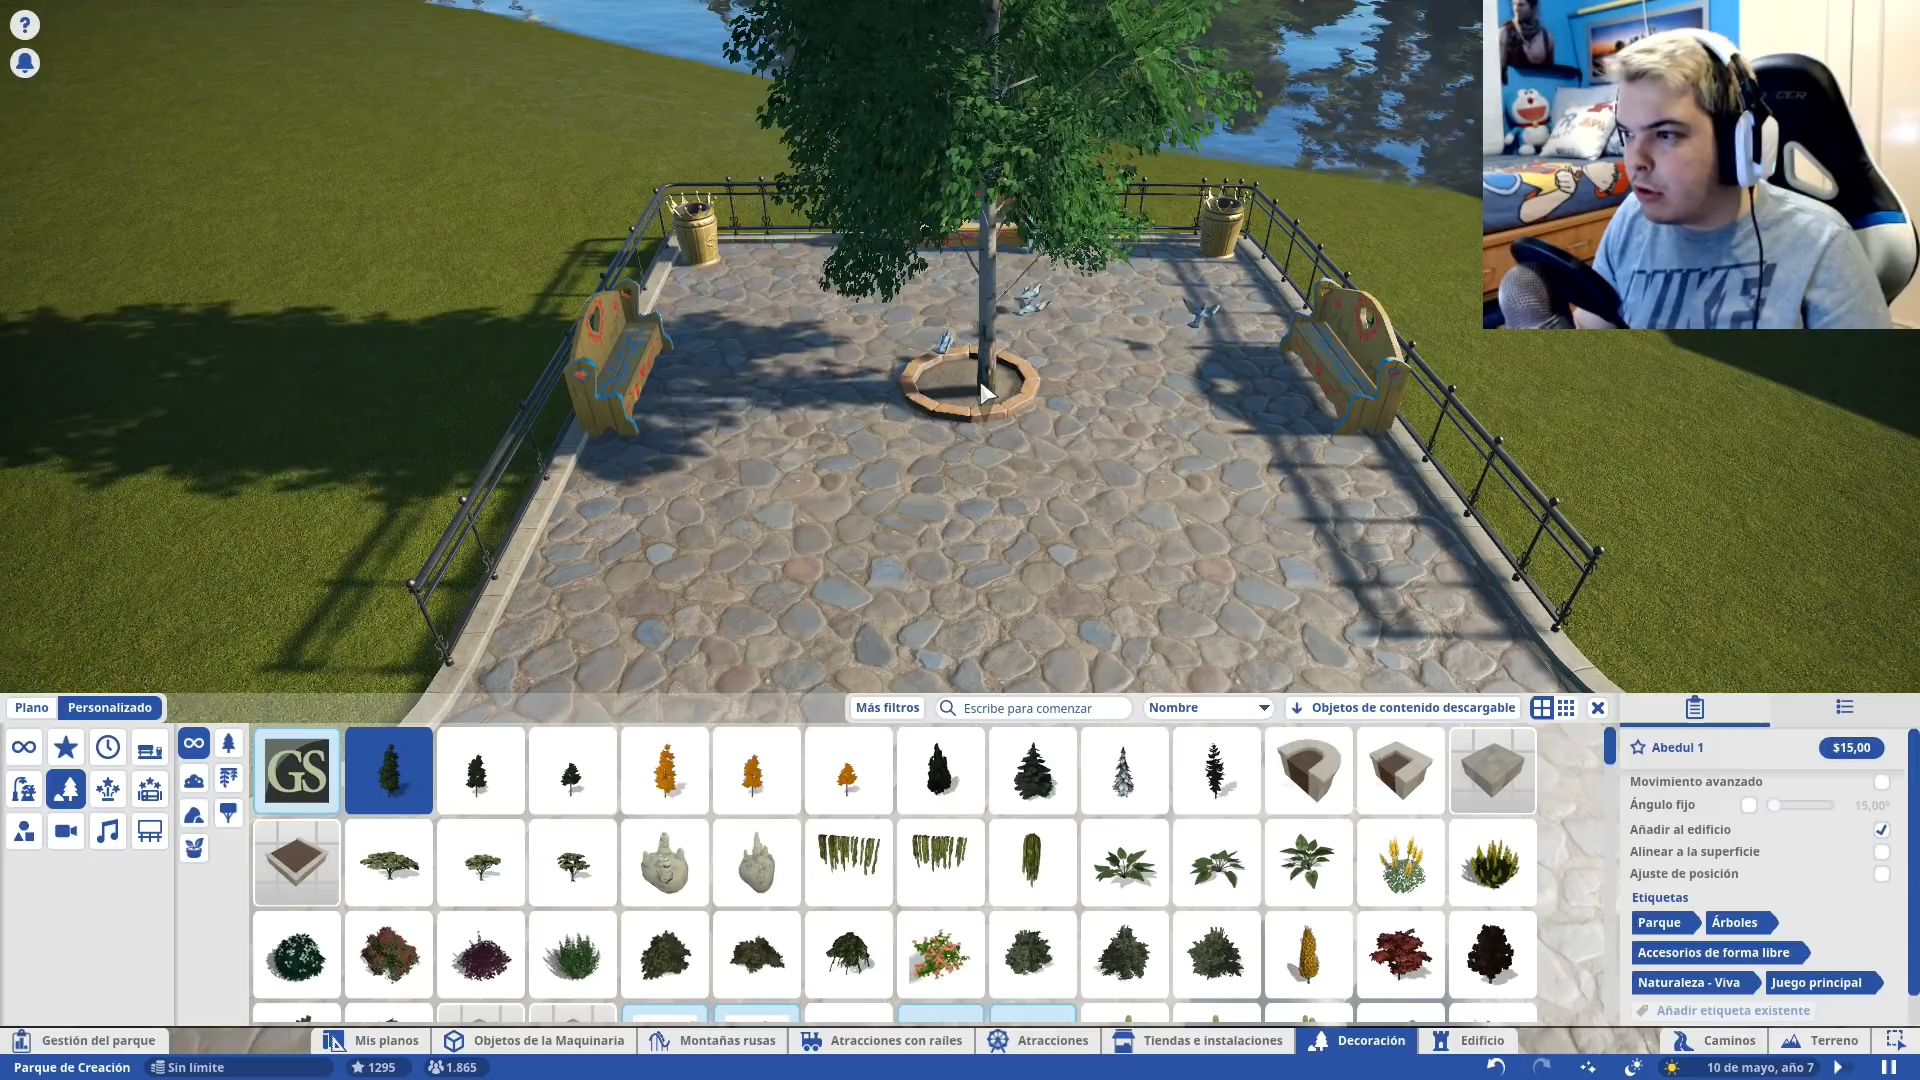 ?
CER
NIKE
Plano
Personalizado
Más filtros
Escribe para comenzar
Nombre
Objetos de contenido descargable
GS
Abedul 1
$15,00
Movimiento avanzado
Ángulo fijo
15,00°
Añadir al edificio
Alinear a la superficie
Ajuste de posición
Etiquetas
Parque
Árboles
Accesorios de forma libre
Naturaleza - Viva
Juego principal
Añadir etiqueta existente
Gestión del parque
Mis planos
Objetos de la Maquinaria
Montañas rusas
Atracciones con raíles
Atracciones
Tiendas e instalaciones
Decoración
Edificio
Caminos
Terreno
Parque de Creación
Sin límite
1295
1.865
10 de mayo, año 7